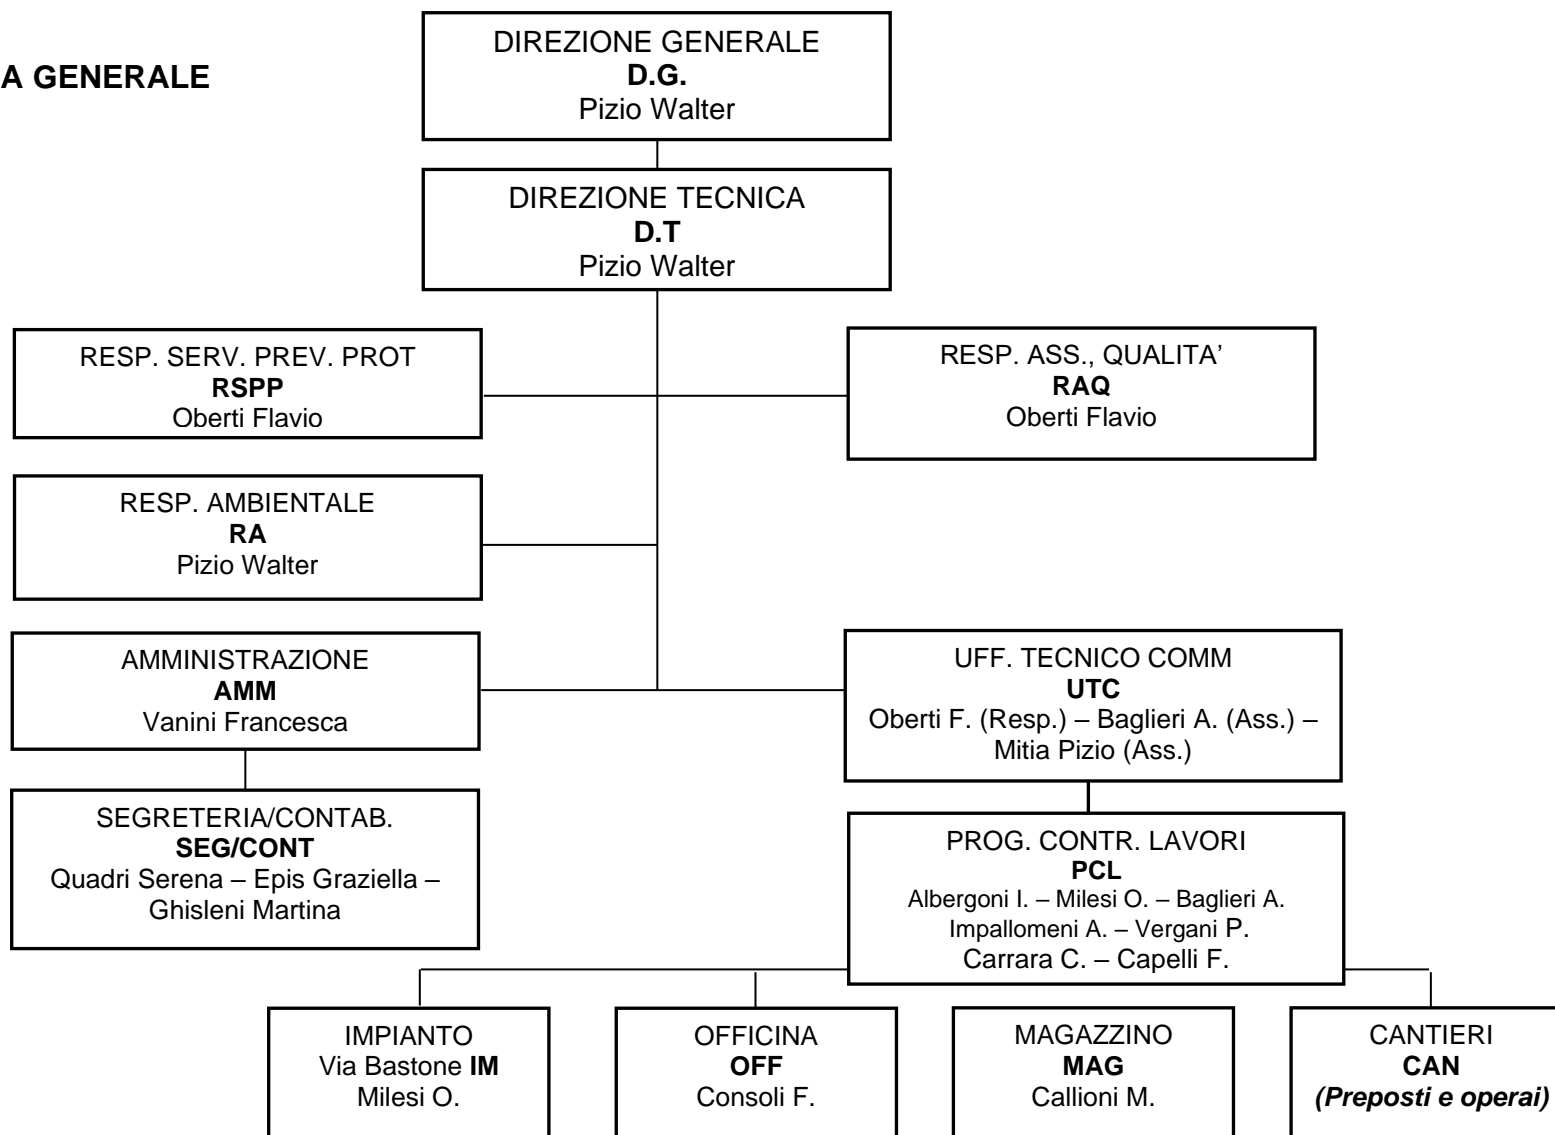 A GENERALE
DIREZIONE GENERALE
D.G.
Pizio Walter
DIREZIONE TECNICA
D.T
Pizio Walter
RESP. SERV. PREV. PROT
RSPP
Oberti Flavio
RESP. ASS., QUALITA’
RAQ
Oberti Flavio
RESP. AMBIENTALE
RA
Pizio Walter
AMMINISTRAZIONE
AMM
Vanini Francesca
UFF. TECNICO COMM
UTC
Oberti F. (Resp.) – Baglieri A. (Ass.) –
Mitia Pizio (Ass.)
SEGRETERIA/CONTAB.
SEG/CONT
Quadri Serena – Epis Graziella –
Ghisleni Martina
PROG. CONTR. LAVORI
PCL
Albergoni I. – Milesi O. – Baglieri A.
Impallomeni A. – Vergani P.
Carrara C. – Capelli F.
IMPIANTO
Via Bastone IM
Milesi O.
OFFICINA
OFF
Consoli F.
MAGAZZINO
MAG
Callioni M.
CANTIERI
CAN
(Preposti e operai)